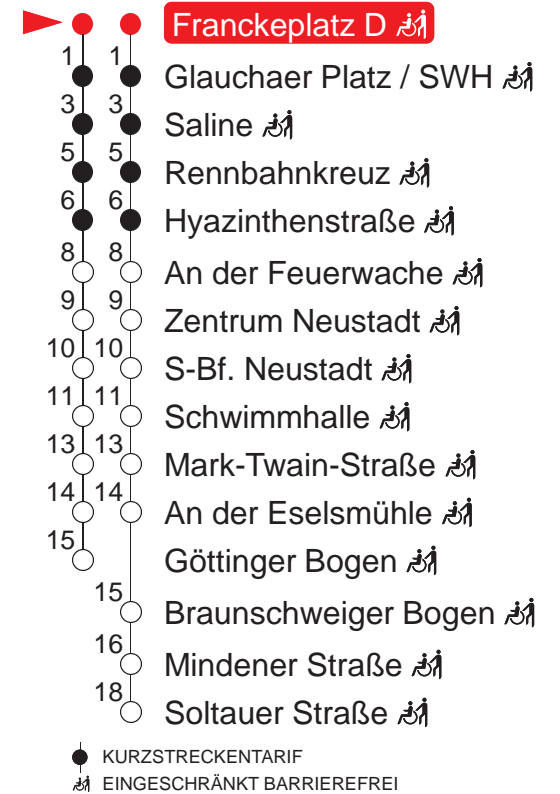 Franckeplatz D
1 1 Glauchaer Platz / SWH
3 3 Saline
5 5 Rennbahnkreuz
6 6 Hyazinthenstraße
8 8 An der Feuerwache
9 9 Zentrum Neustadt
10 10 S-Bf. Neustadt
11 11 Schwimmhalle
13 13 Mark-Twain-Straße
14 14 An der Eselsmühle
15 Göttinger Bogen
15 Braunschweiger Bogen
16 Mindener Straße
18 Soltauer Straße
KURZSTRECKENTARIF
EINGESCHRÄNKT BARRIEREFREI